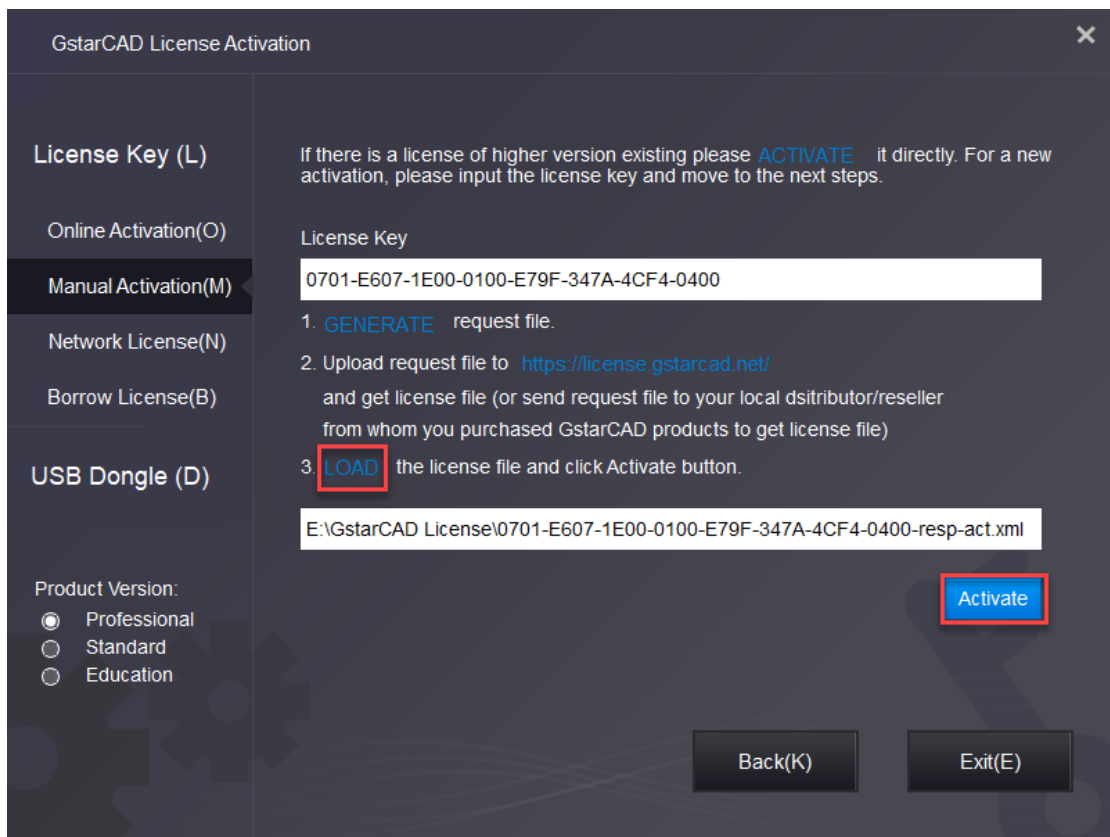 GstarCAD License Activation
License Key (L)
Online Activation(O)
Manual Activation(M)
Network License(N)
Borrow License(B)
USB Dongle (D)
Product Version:
Professional
Standard
Education
If there is a license of higher version existing please ACTIVATE it directly. For a new
activation, please input the license key and move to the next steps.
License Key
0701-E607-1E00-0100-E79F-347A-4CF4-0400
1. GENERATE request file.
2. Upload request file to https://license.gstarcad.net/
and get license file (or send request file to your local dsitributor/reseller
from whom you purchased GstarCAD products to get license file)
3. LOAD the license file and click Activate button.
E:\GstarCAD License\0701-E607-1E00-0100-E79F-347A-4CF4-0400-resp-act.xml
Activate
Back(K)
Exit(E)